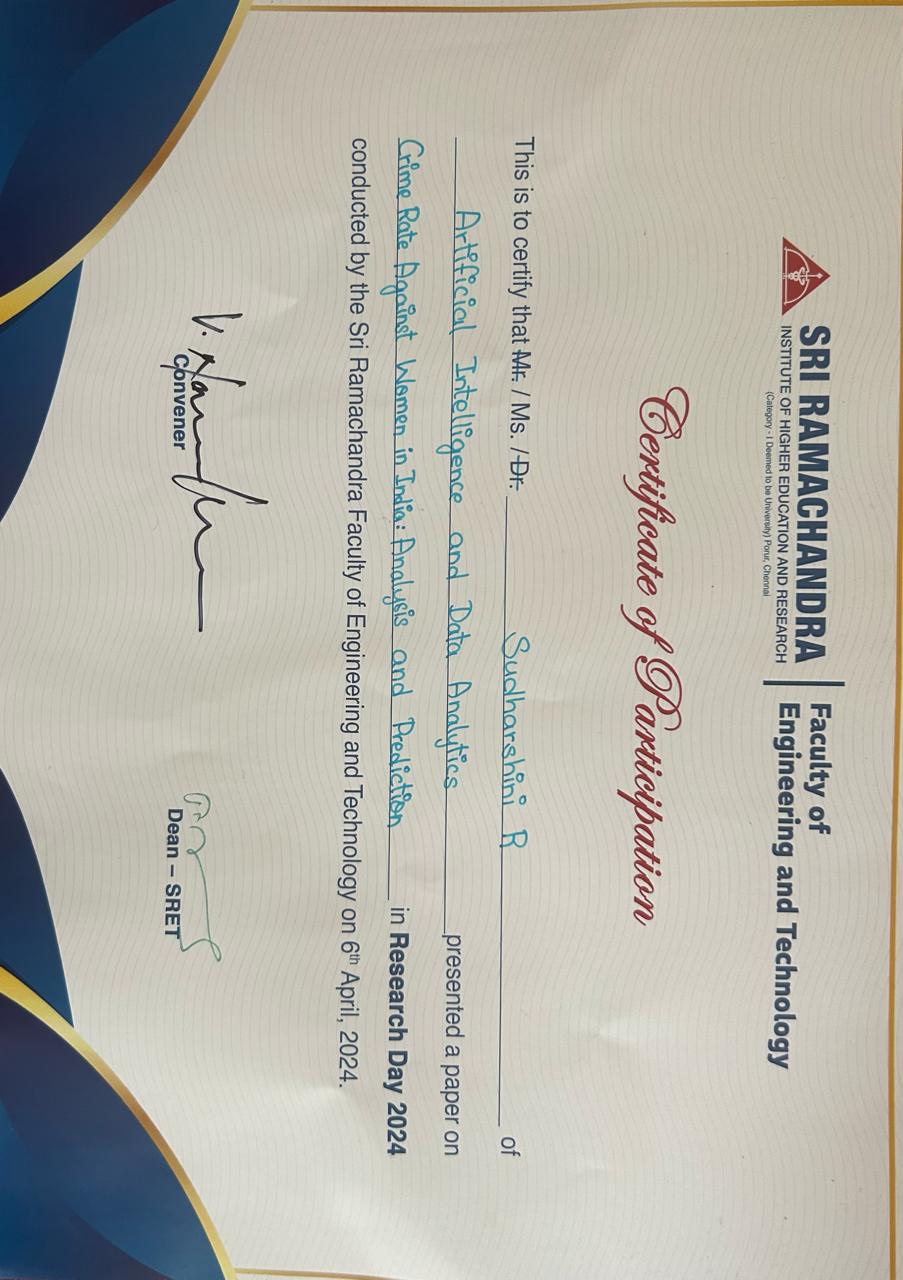 SRI RAMACHANDRA
INSTITUTE OF HIGHER EDUCATION AND RESEARCH
(Category - I Deemed to be University) Porur, Chennai
Faculty of
Engineering and Technology
Certificate of Participation
This is to certify that Mr. / Ms. / Dr. Sudharshini R of
Artificial Intelligence and Data Analytics presented a paper on
Crime Rate Against Women in India: Analysis and Prediction in Research Day 2024
conducted by the Sri Ramachandra Faculty of Engineering and Technology on 6th April, 2024.
Convener
Dean – SRET